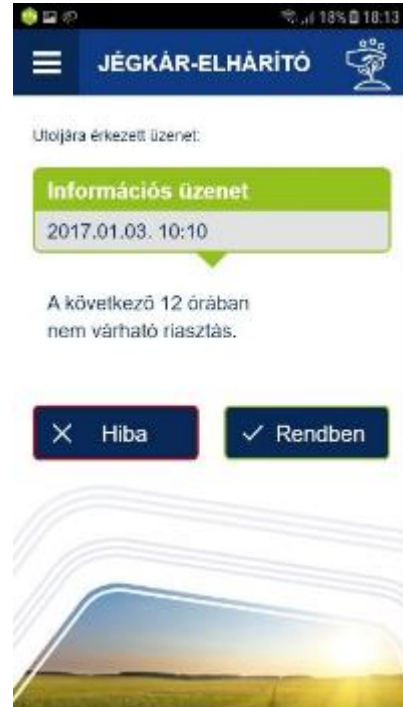 18% 18:13
JÉGKÁR-ELHÁRÍTÓ
Utoljára érkezett üzenet:
Információs üzenet
2017.01.03. 10:10
A következő 12 órában
nem várható riasztás.
Hiba
Rendben